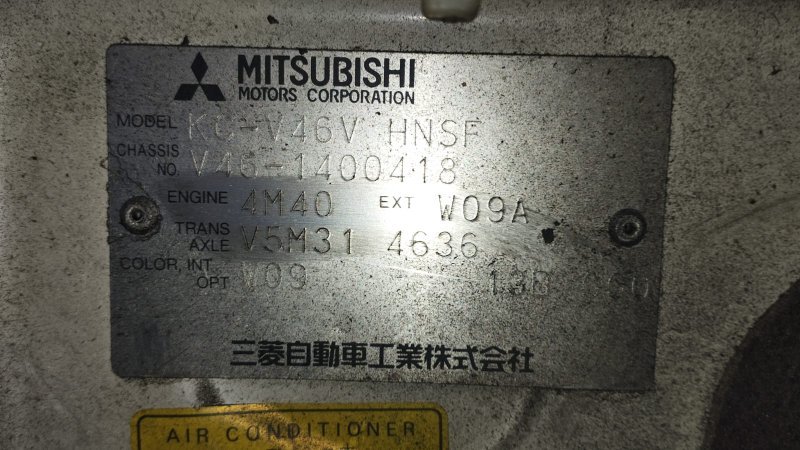 MITSUBISHI
MOTORS CORPORATION
MODEL KC-V46V HNSF
CHASSIS NO. V46-1400418
ENGINE 4M40 EXT W09A
TRANS AXLE V5M31 4636
COLOR, INT OPT W09 13B
三菱自動車工業株式会社
AIR CONDITIONER